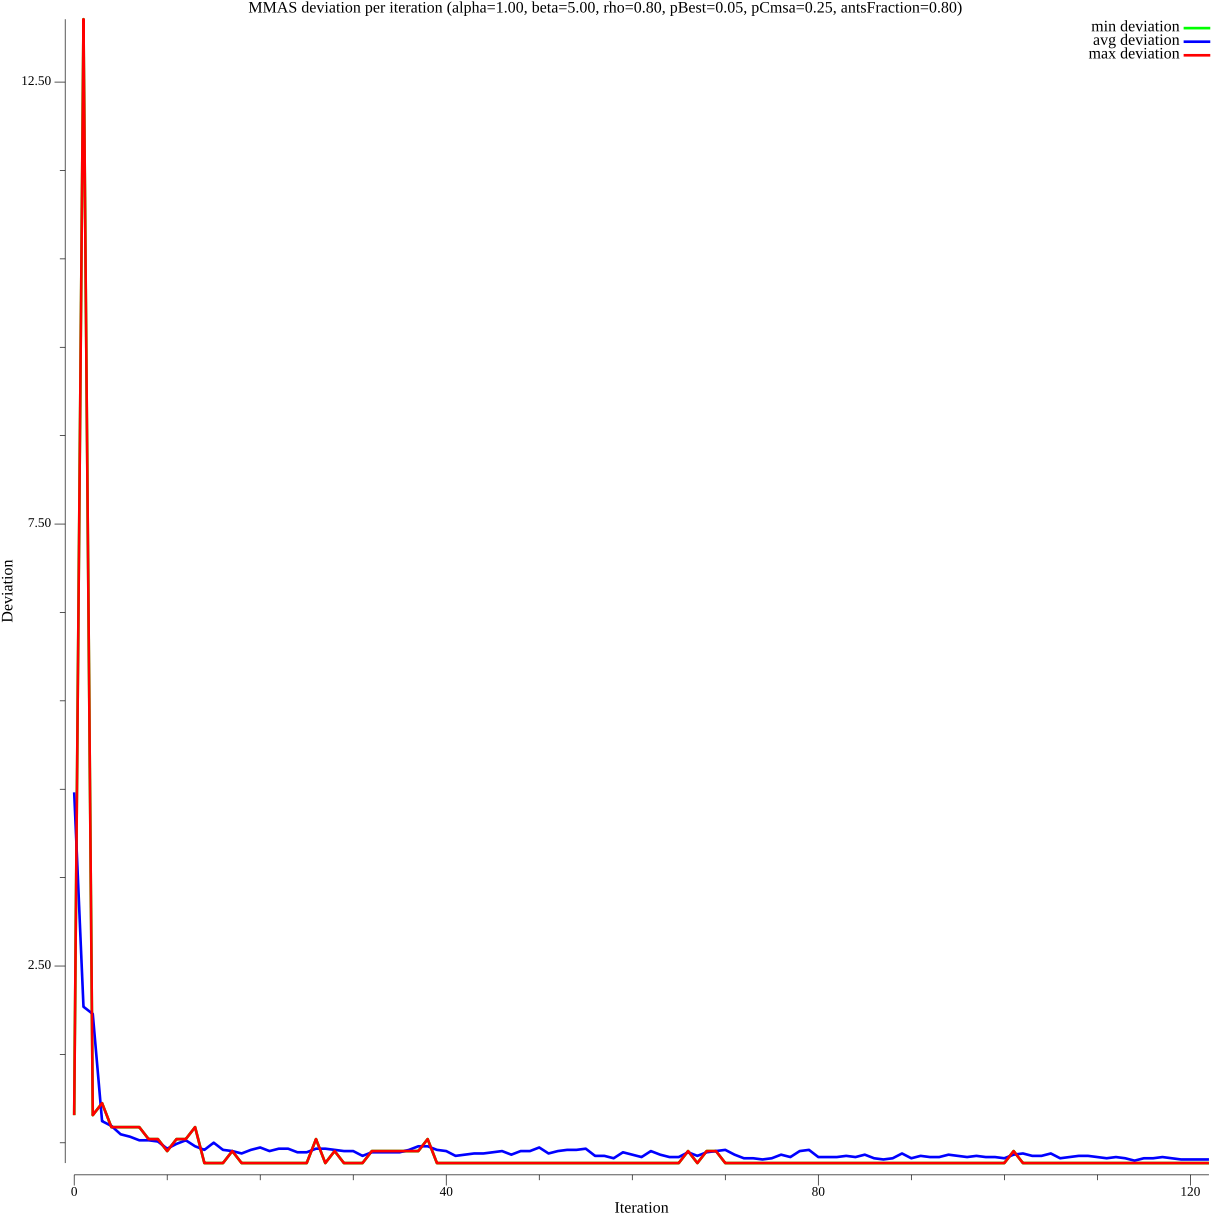 MMAS deviation per iteration (alpha=1.00, beta=5.00, rho=0.80, pBest=0.05, pCmsa=0.25, antsFraction=0.80)
min deviation
avg deviation
max deviation
12.50
7.50
2.50
Deviation
0 40 80 120
Iteration